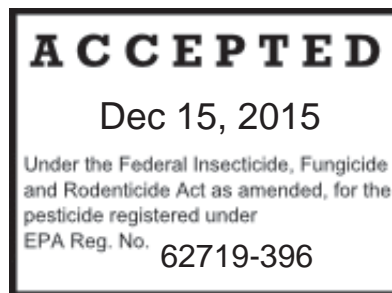 ACCEPTED
Dec 15, 2015
Under the Federal Insecticide, Fungicide
and Rodenticide Act as amended, for the
pesticide registered under
EPA Reg. No. 62719-396